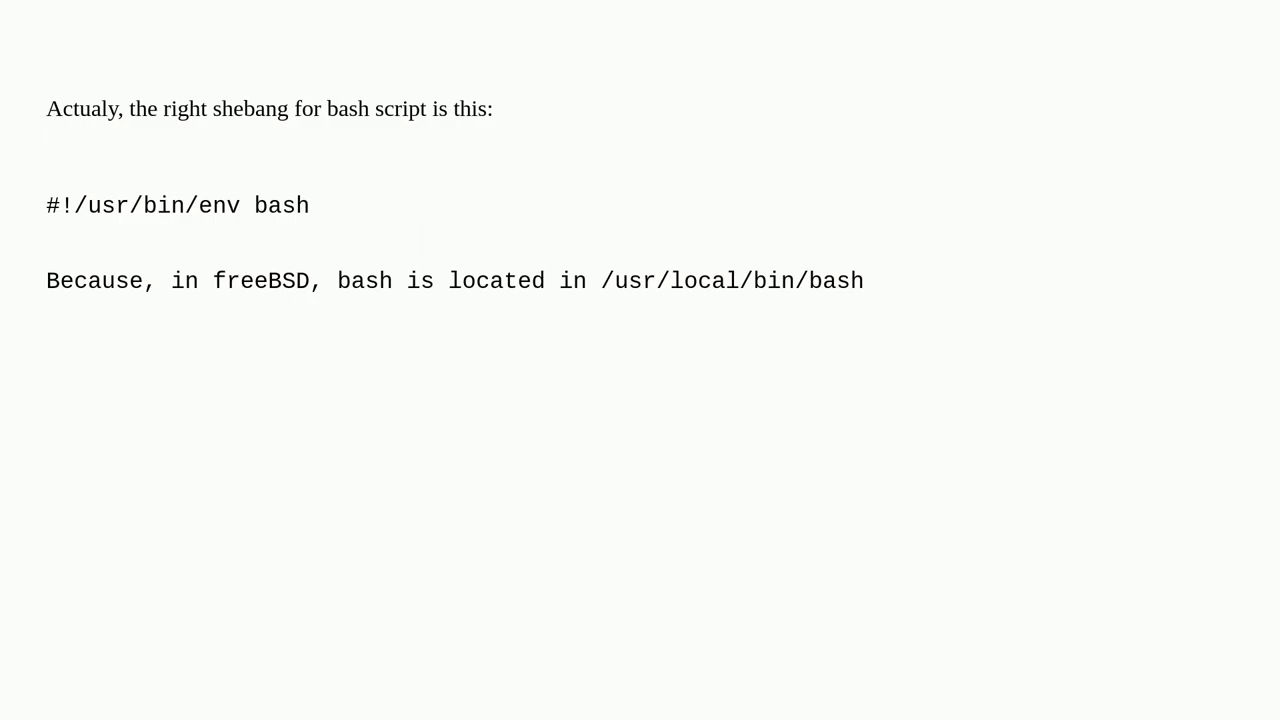 Actualy, the right shebang for bash script is this:
#!/usr/bin/env bash
Because, in freeBSD, bash is located in /usr/local/bin/bash